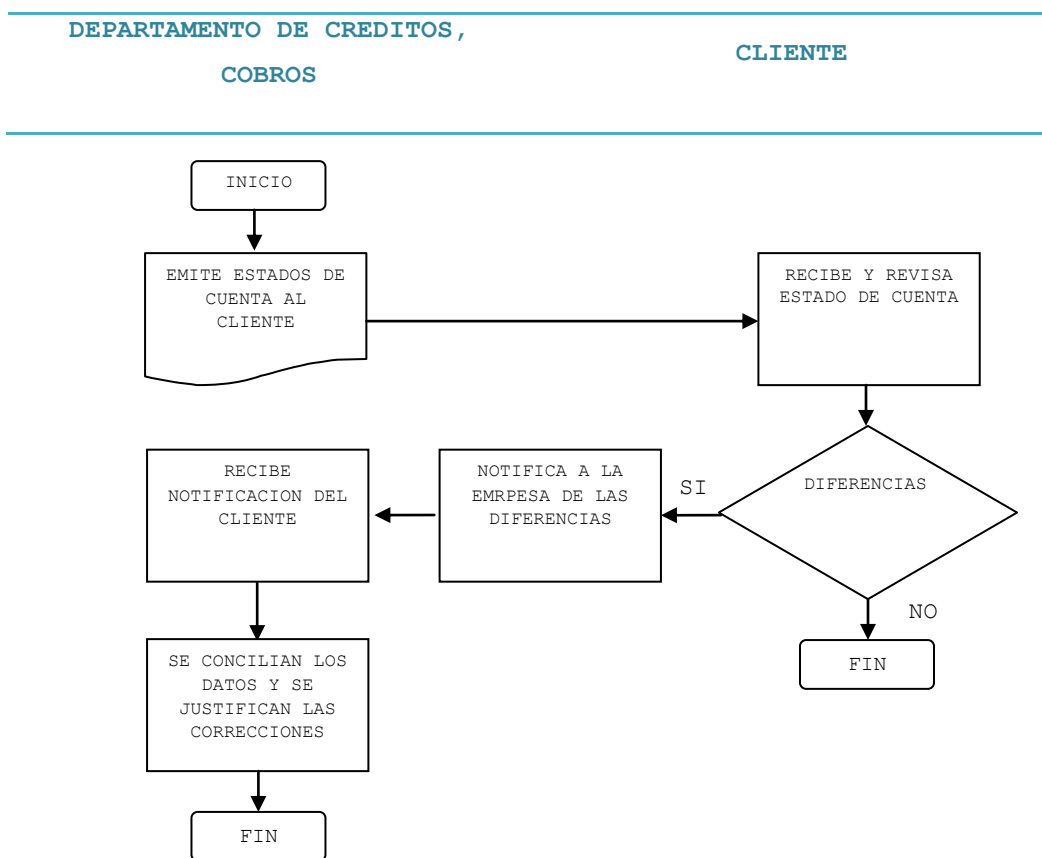 DEPARTAMENTO DE CREDITOS,
COBROS
CLIENTE
INICIO
EMITE ESTADOS DE
CUENTA AL
CLIENTE
RECIBE Y REVISA
ESTADO DE CUENTA
RECIBE
NOTIFICACION DEL
CLIENTE
NOTIFICA A LA
EMRPESA DE LAS
DIFERENCIAS
SI
DIFERENCIAS
NO
FIN
SE CONCILIAN LOS
DATOS Y SE
JUSTIFICAN LAS
CORRECCIONES
FIN